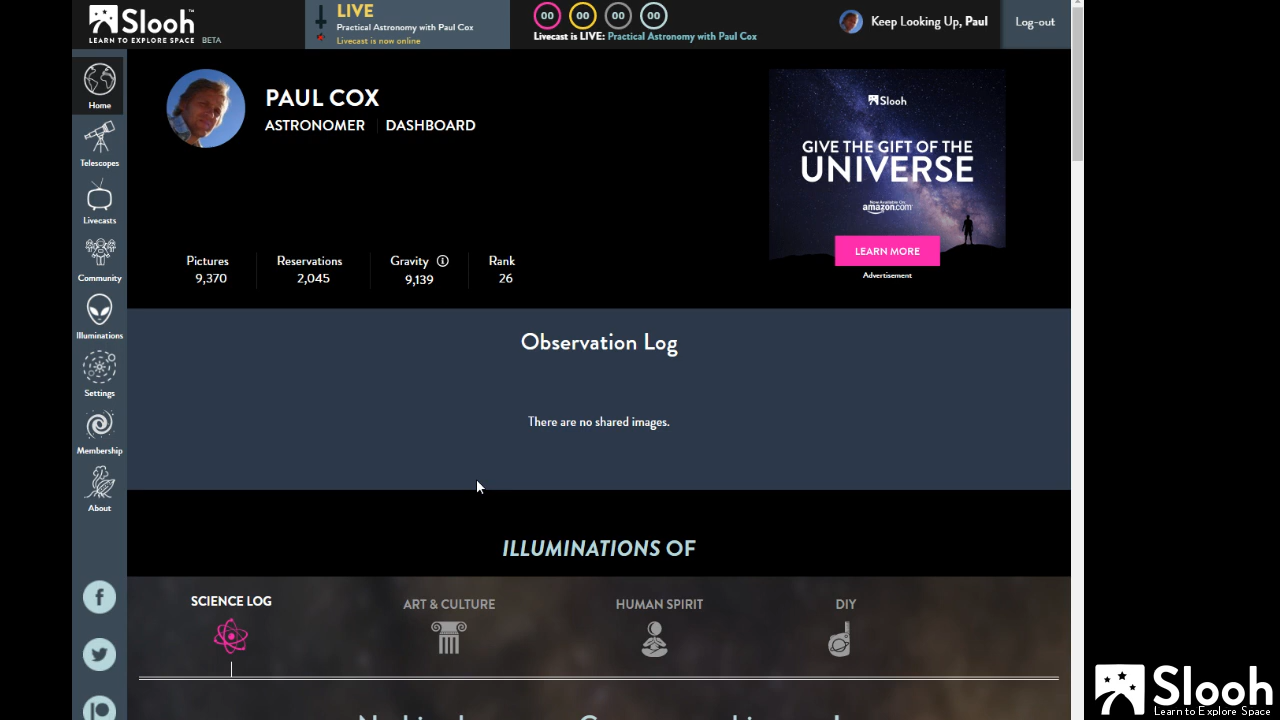 Slooh™
LEARN TO EXPLORE SPACE BETA
LIVE
Practical Astronomy with Paul Cox
Livecast is now online
00 00 00 00
Livecast is LIVE: Practical Astronomy with Paul Cox
Keep Looking Up, Paul
Log-out
Home
Telescopes
Livecasts
Community
Illuminations
Settings
Membership
About
PAUL COX
ASTRONOMER DASHBOARD
Pictures
9,370
Reservations
2,045
Gravity
9,139
Rank
26
Slooh
GIVE THE GIFT OF THE
UNIVERSE
Now Available On
amazon.com
LEARN MORE
Advertisement
Observation Log
There are no shared images.
ILLUMINATIONS OF
SCIENCE LOG
ART & CULTURE
HUMAN SPIRIT
DIY
Slooh
Learn to Explore Space